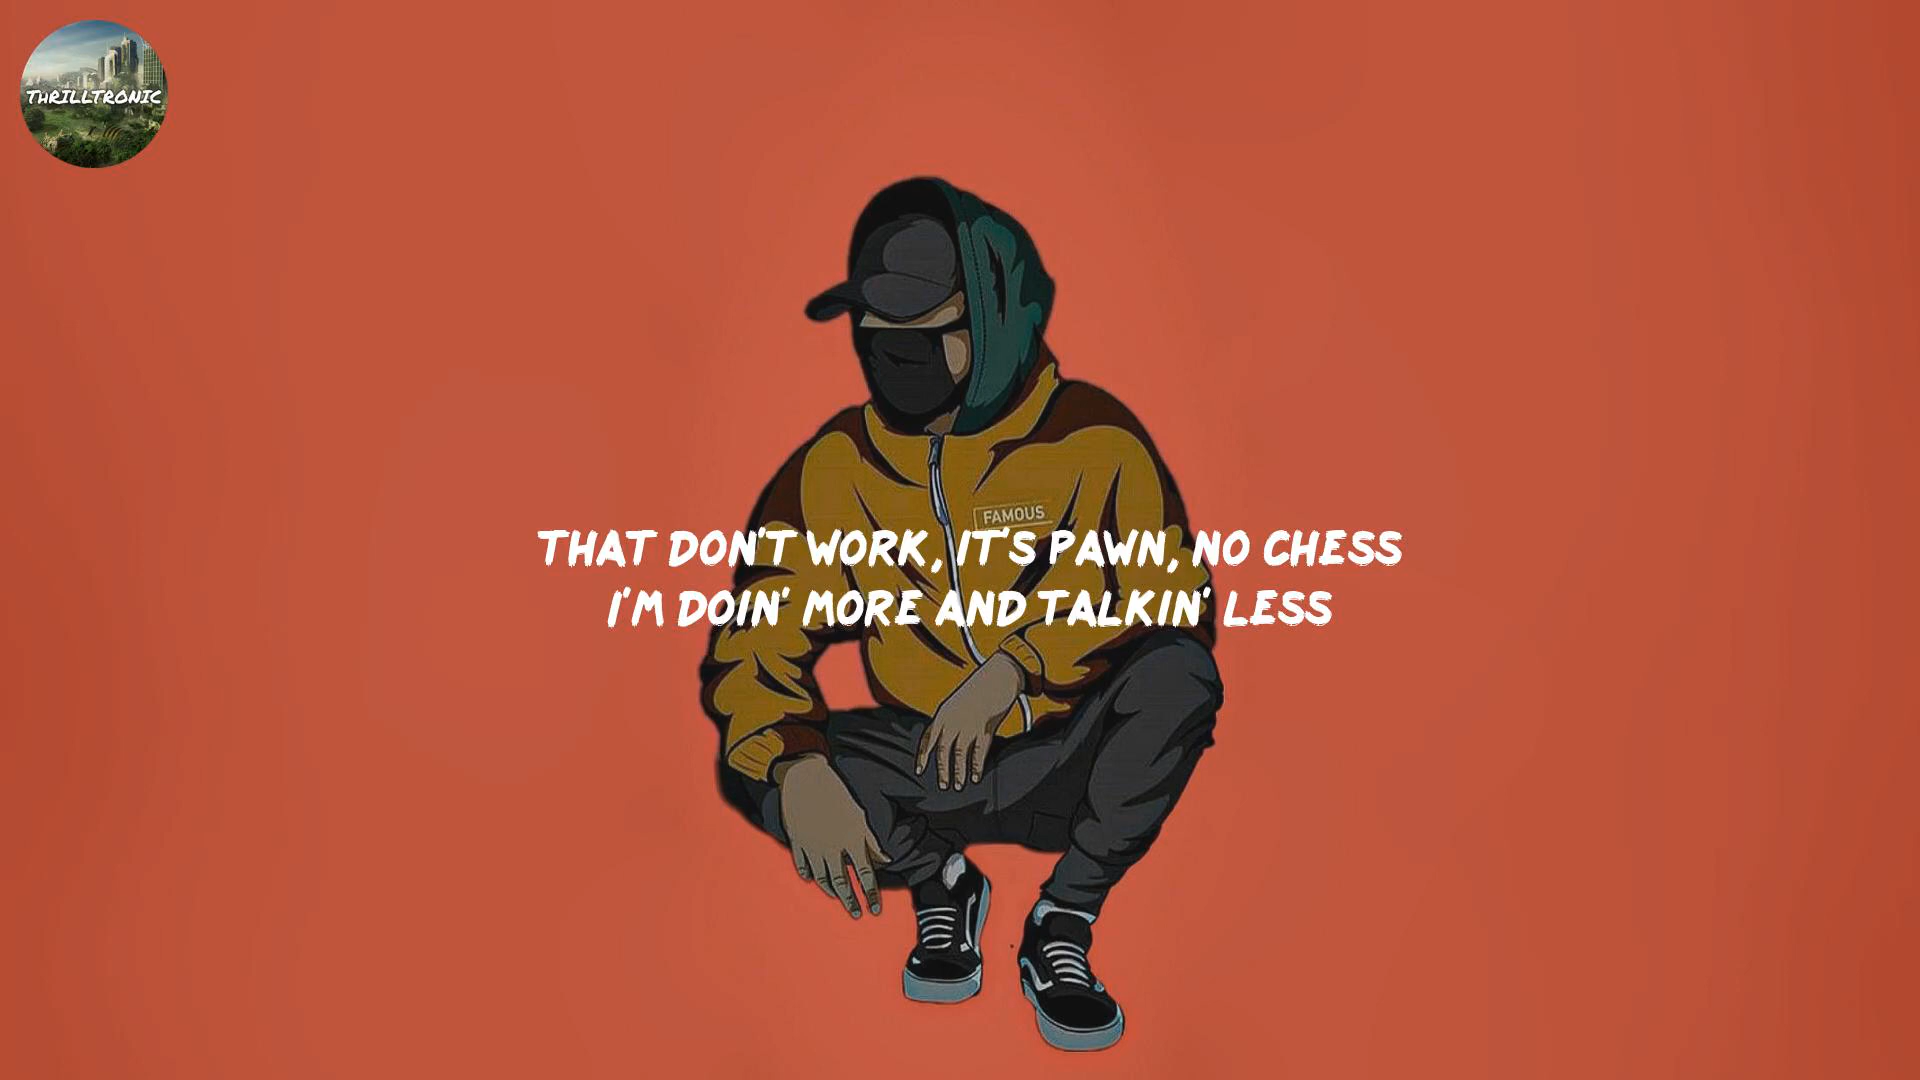 THRILLTRONIC
FAMOUS
THAT DON'T WORK, IT'S PAWN, NO CHESS
I'M DOIN' MORE AND TALKIN' LESS